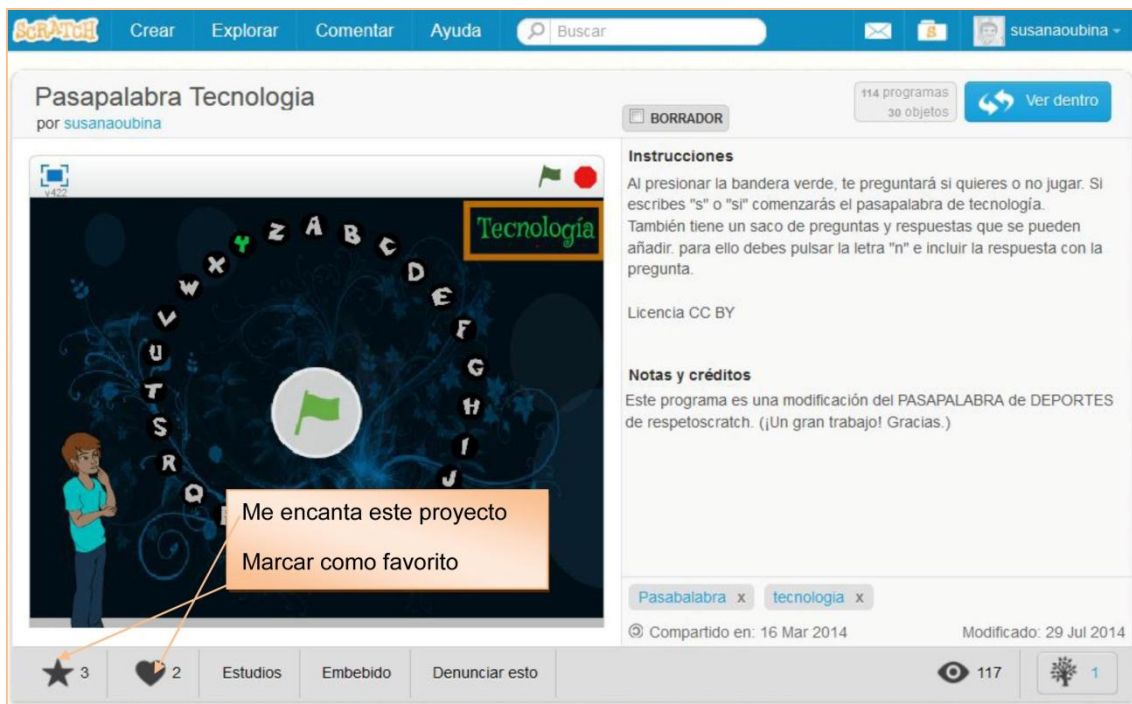 SCRATCH Crear Explorar Comentar Ayuda Buscar susanaoubina
Pasapalabra Tecnologia
por susanaoubina
BORRADOR
114 programas
30 objetos
Ver dentro
v422
Tecnología
A B C D E F G H I J
Q R S T U V W X Y Z
Me encanta este proyecto
Marcar como favorito
Instrucciones
Al presionar la bandera verde, te preguntará si quieres o no jugar. Si
escribes "s" o "si" comenzarás el pasapalabra de tecnología.
También tiene un saco de preguntas y respuestas que se pueden
añadir. para ello debes pulsar la letra "n" e incluir la respuesta con la
pregunta.
Licencia CC BY
Notas y créditos
Este programa es una modificación del PASAPALABRA de DEPORTES
de respetoscratch. (¡Un gran trabajo! Gracias.)
Pasabalabra x tecnologia x
Compartido en: 16 Mar 2014 Modificado: 29 Jul 2014
3 2 Estudios Embebido Denunciar esto 117 1